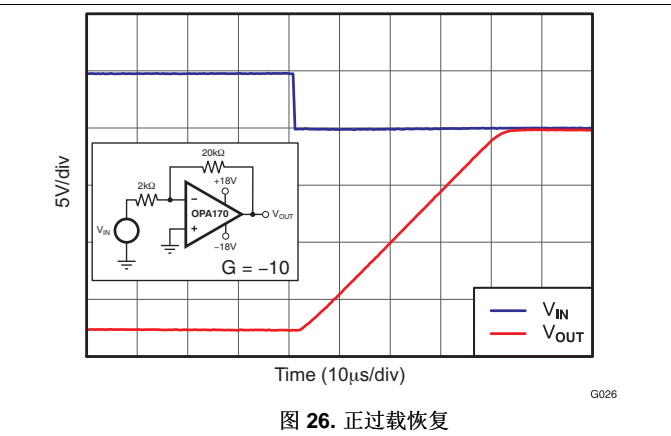 5V/div
20kΩ
2kΩ
+18V
−
OPA170
+
V_OUT
V_IN
−18V
G = −10
V_IN
V_OUT
Time (10μs/div)
G026
图 26. 正过载恢复